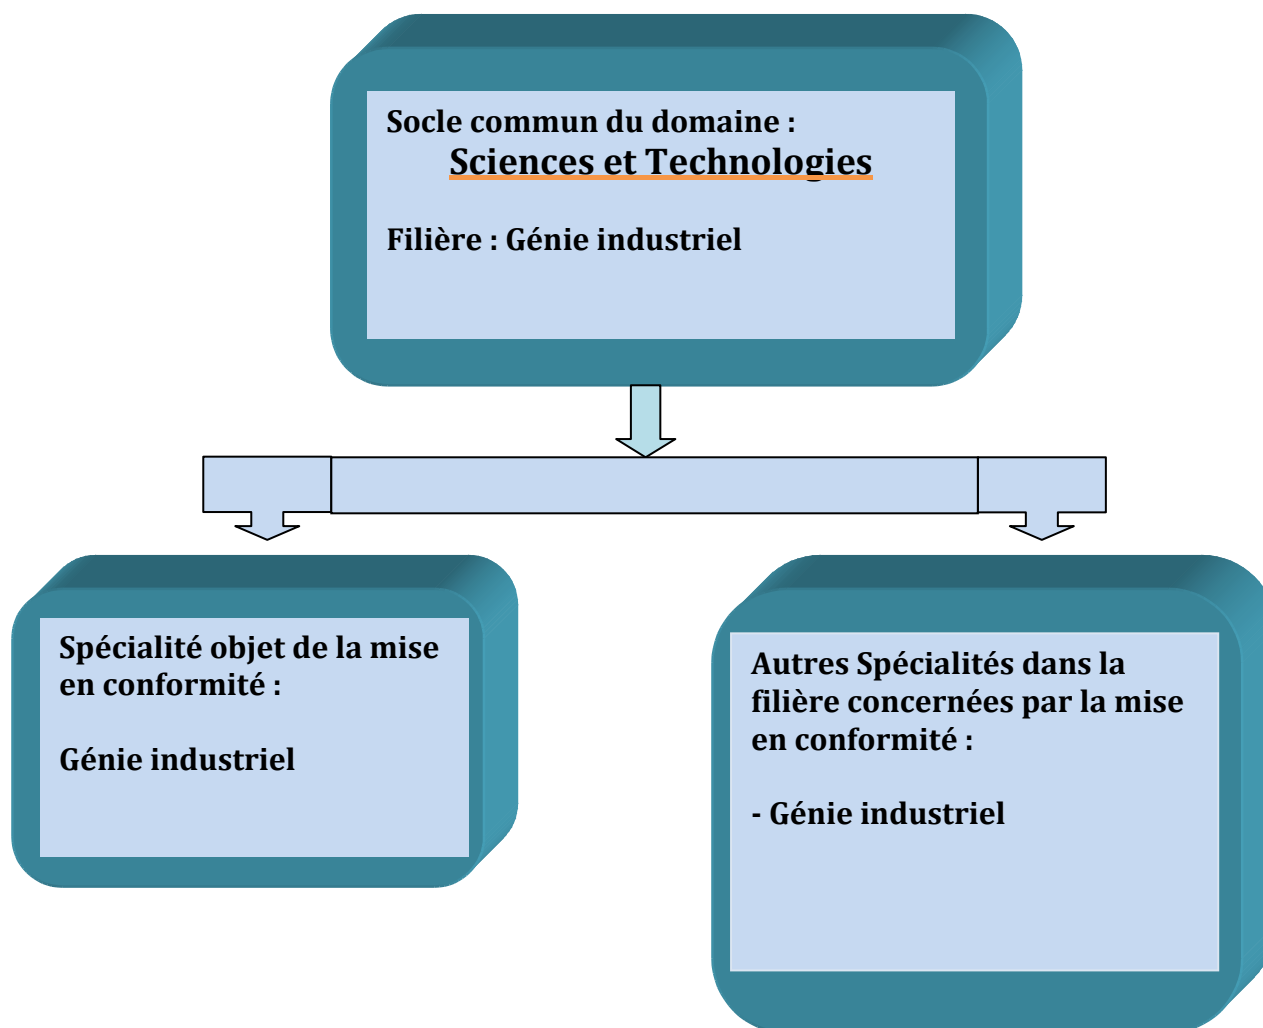 Socle commun du domaine :
Sciences et Technologies
Filière : Génie industriel
Spécialité objet de la mise
en conformité :
Génie industriel
Autres Spécialités dans la
filière concernées par la mise
en conformité :
- Génie industriel